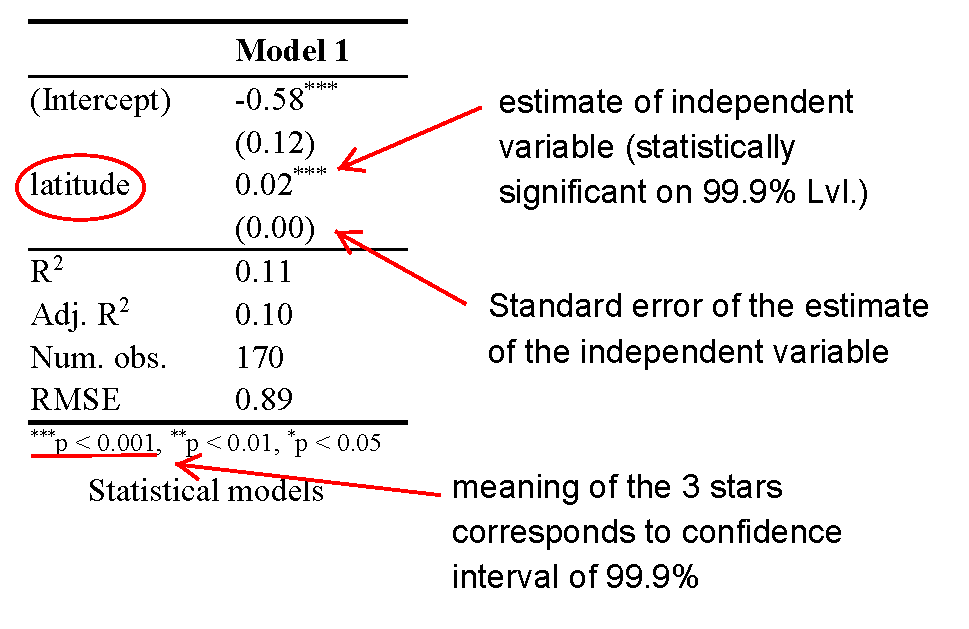 Model 1
(Intercept) -0.58***
(0.12)
latitude 0.02***
(0.00)
R² 0.11
Adj. R² 0.10
Num. obs. 170
RMSE 0.89
***p < 0.001, **p < 0.01, *p < 0.05
Statistical models
estimate of independent
variable (statistically
significant on 99.9% Lvl.)
Standard error of the estimate
of the independent variable
meaning of the 3 stars
corresponds to confidence
interval of 99.9%